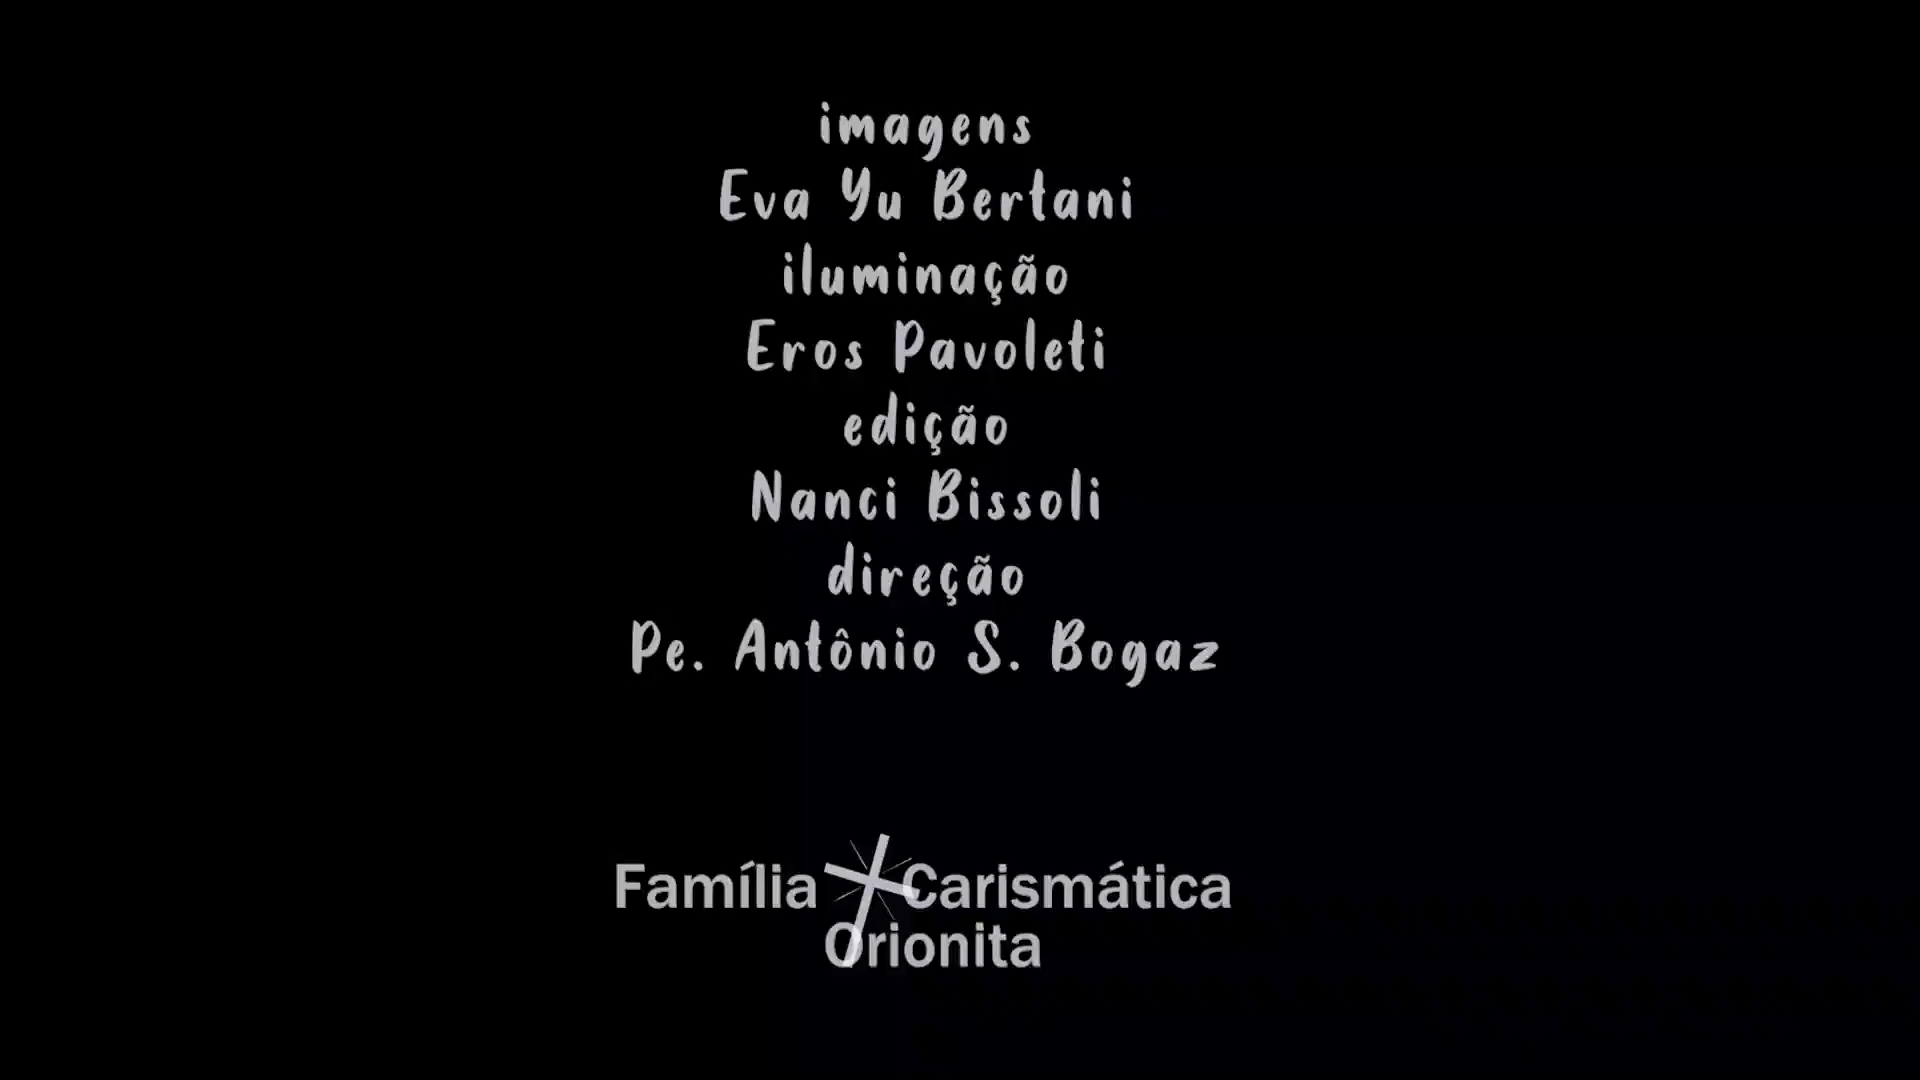 imagens
Eva Yu Bertani
iluminação
Eros Pavoleti
edição
Nanci Bissoli
direção
Pe. Antônio S. Bogaz
Família Carismática
Orionita